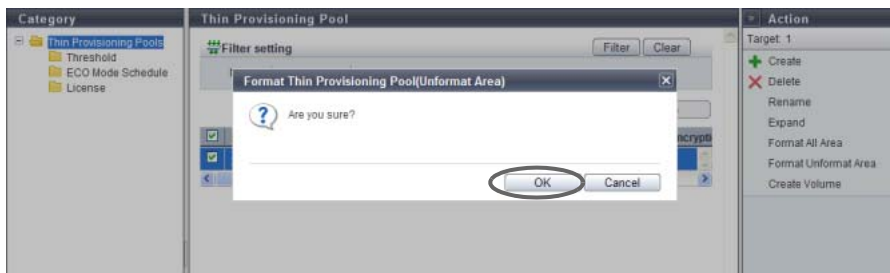 Category
Thin Provisioning Pools
Threshold
ECO Mode Schedule
License
Thin Provisioning Pool
Filter setting
Filter
Clear
Format Thin Provisioning Pool(Unformat Area)
Are you sure?
OK
Cancel
Action
Target: 1
Create
Delete
Rename
Expand
Format All Area
Format Unformat Area
Create Volume